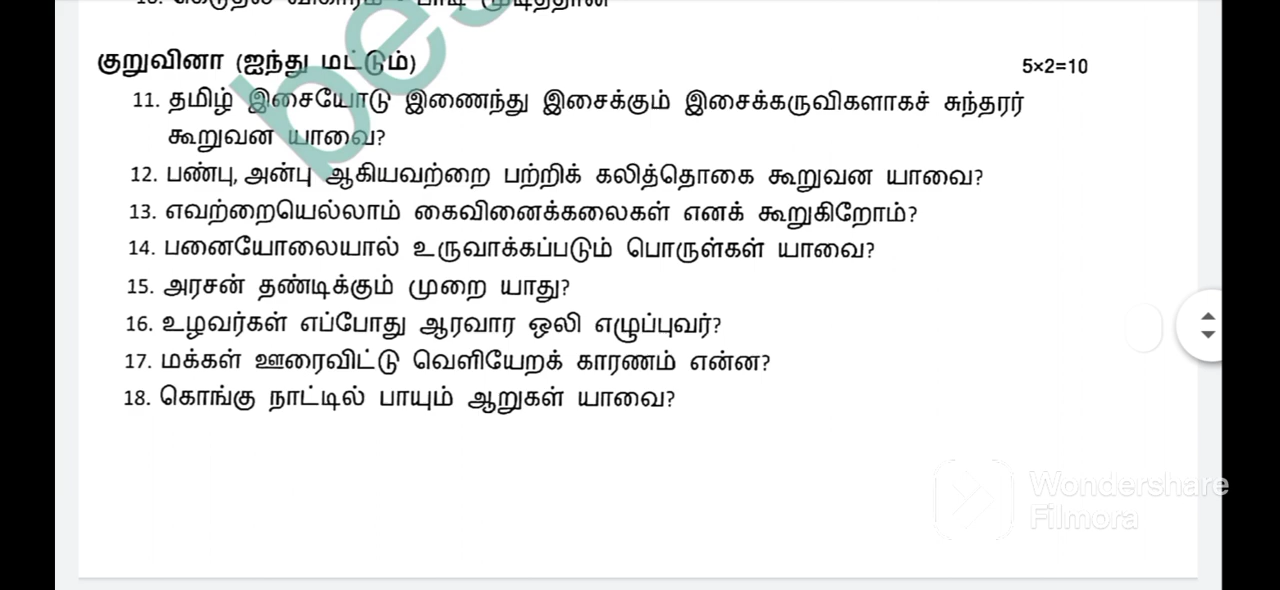 குறுவினா (ஐந்து மட்டும்) 5×2=10
11. தமிழ் இசையோடு இணைந்து இசைக்கும் இசைக்கருவிகளாகச் சுந்தரர்
கூறுவன யாவை?
12. பண்பு, அன்பு ஆகியவற்றை பற்றிக் கலித்தொகை கூறுவன யாவை?
13. எவற்றையெல்லாம் கைவினைக்கலைகள் எனக் கூறுகிறோம்?
14. பனையோலையால் உருவாக்கப்படும் பொருள்கள் யாவை?
15. அரசன் தண்டிக்கும் முறை யாது?
16. உழவர்கள் எப்போது ஆரவார ஒலி எழுப்புவர்?
17. மக்கள் ஊரைவிட்டு வெளியேறக் காரணம் என்ன?
18. கொங்கு நாட்டில் பாயும் ஆறுகள் யாவை?
Wondershare
Filmora